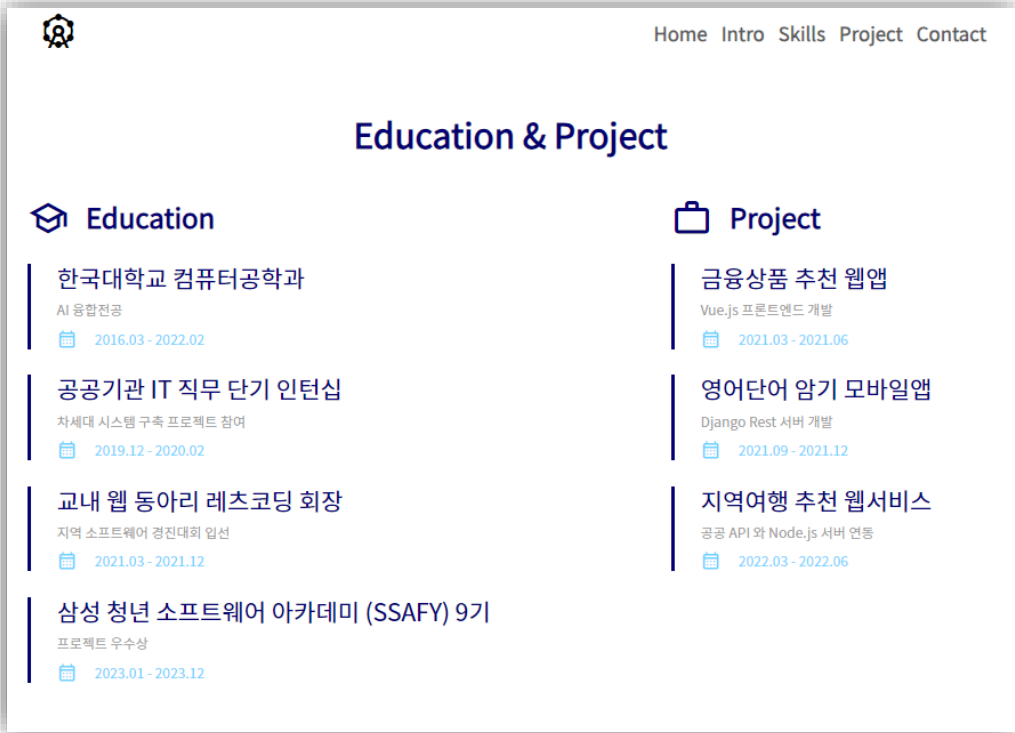 Home Intro Skills Project Contact
Education & Project
Education
한국대학교 컴퓨터공학과
AI 융합전공
2016.03 - 2022.02
공공기관 IT 직무 단기 인턴십
차세대 시스템 구축 프로젝트 참여
2019.12 - 2020.02
교내 웹 동아리 레츠코딩 회장
지역 소프트웨어 경진대회 입선
2021.03 - 2021.12
삼성 청년 소프트웨어 아카데미 (SSAFY) 9기
프로젝트 우수상
2023.01 - 2023.12
Project
금융상품 추천 웹앱
Vue.js 프론트엔드 개발
2021.03 - 2021.06
영어단어 암기 모바일앱
Django Rest 서버 개발
2021.09 - 2021.12
지역여행 추천 웹서비스
공공 API 와 Node.js 서버 연동
2022.03 - 2022.06